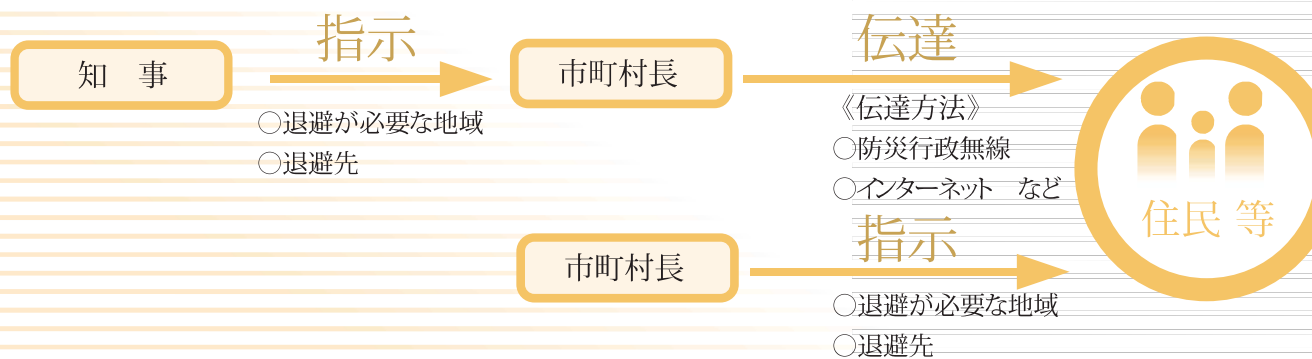 知　事
指示
○退避が必要な地域
○退避先
市町村長
伝達
《伝達方法》
○防災行政無線
○インターネット　など
住民 等
市町村長
指示
○退避が必要な地域
○退避先